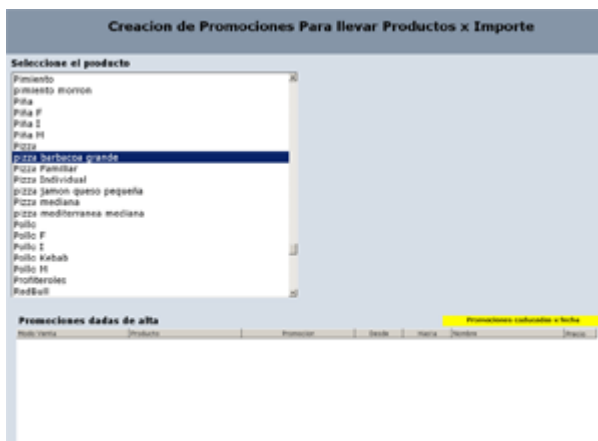 Creacion de Promociones Para llevar Productos x Importe
Seleccione el producto
Pimiento
pimiento morron
Piña
Piña F
Piña I
Piña M
Pizza
pizza barbacoa grande
Pizza Familiar
Pizza Individual
pizza jamon queso pequeña
Pizza mediana
pizza mediterranea mediana
Pollo
Pollo F
Pollo I
Pollo Kebab
Pollo M
Profiteroles
RedBull
Promociones dadas de alta
Promociones caducadas a fecha
Modo Venta Producto Promocion Desde Hasta Nombre Precio